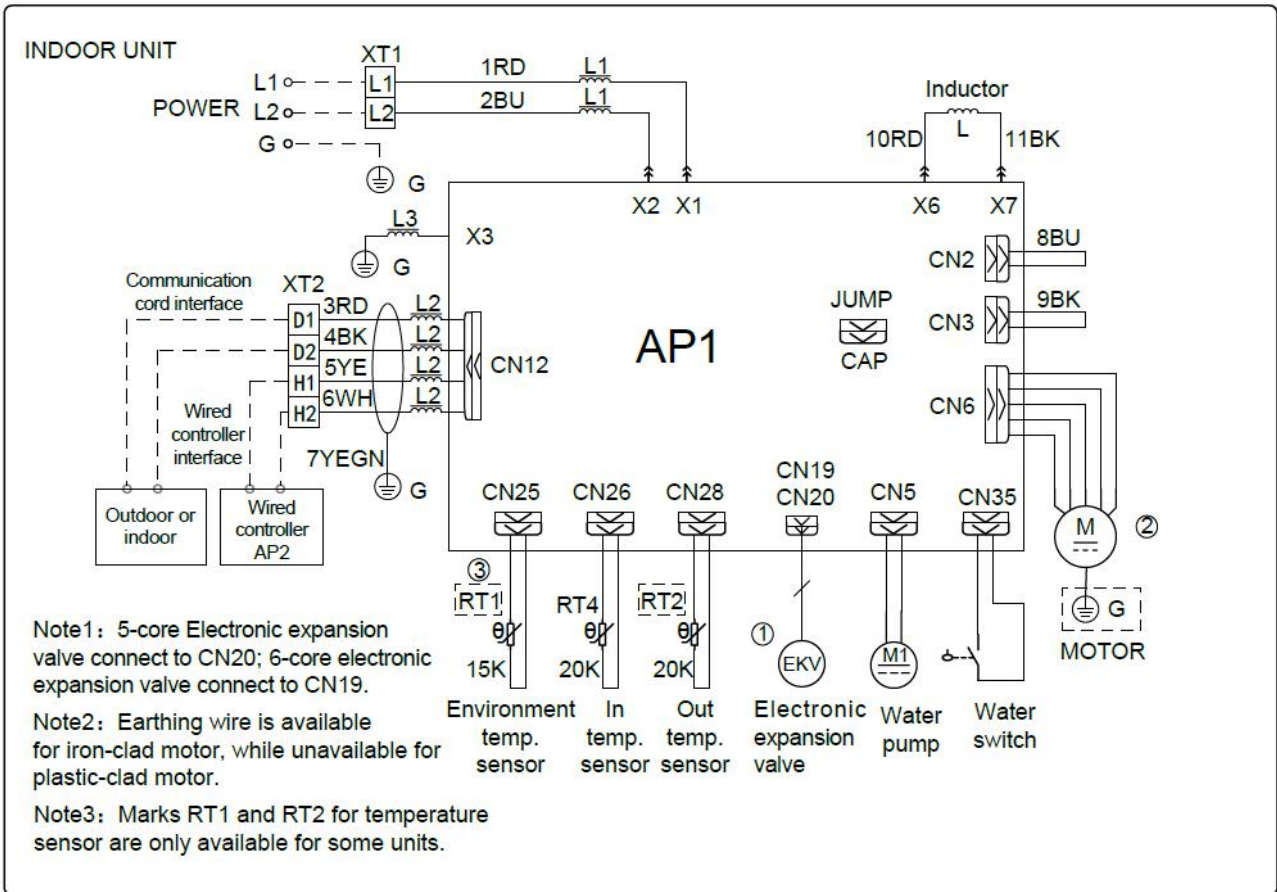 INDOOR UNIT
XT1
L1
L1
1RD
L1
POWER
L2
L2
2BU
L1
G
G
Inductor
L
10RD
11BK
X2 X1
X6
X7
L3
X3
G
CN2
8BU
CN3
9BK
JUMP
CAP
AP1
CN6
Communication
cord interface
XT2
D1
3RD
L2
D2
4BK
L2
H1
5YE
L2
H2
6WH
L2
CN12
Wired
controller
interface
7YEGN
G
Outdoor or
indoor
Wired
controller
AP2
CN25
CN26
CN28
CN19
CN20
CN5
CN35
M
②
G
MOTOR
③
RT1
RT4
RT2
θ
θ
θ
15K
20K
20K
①
EKV
M1
Environment
temp.
sensor
In
temp.
sensor
Out
temp.
sensor
Electronic
expansion
valve
Water
pump
Water
switch
Note1：5-core Electronic expansion
valve connect to CN20; 6-core electronic
expansion valve connect to CN19.
Note2：Earthing wire is available
for iron-clad motor, while unavailable for
plastic-clad motor.
Note3：Marks RT1 and RT2 for temperature
sensor are only available for some units.